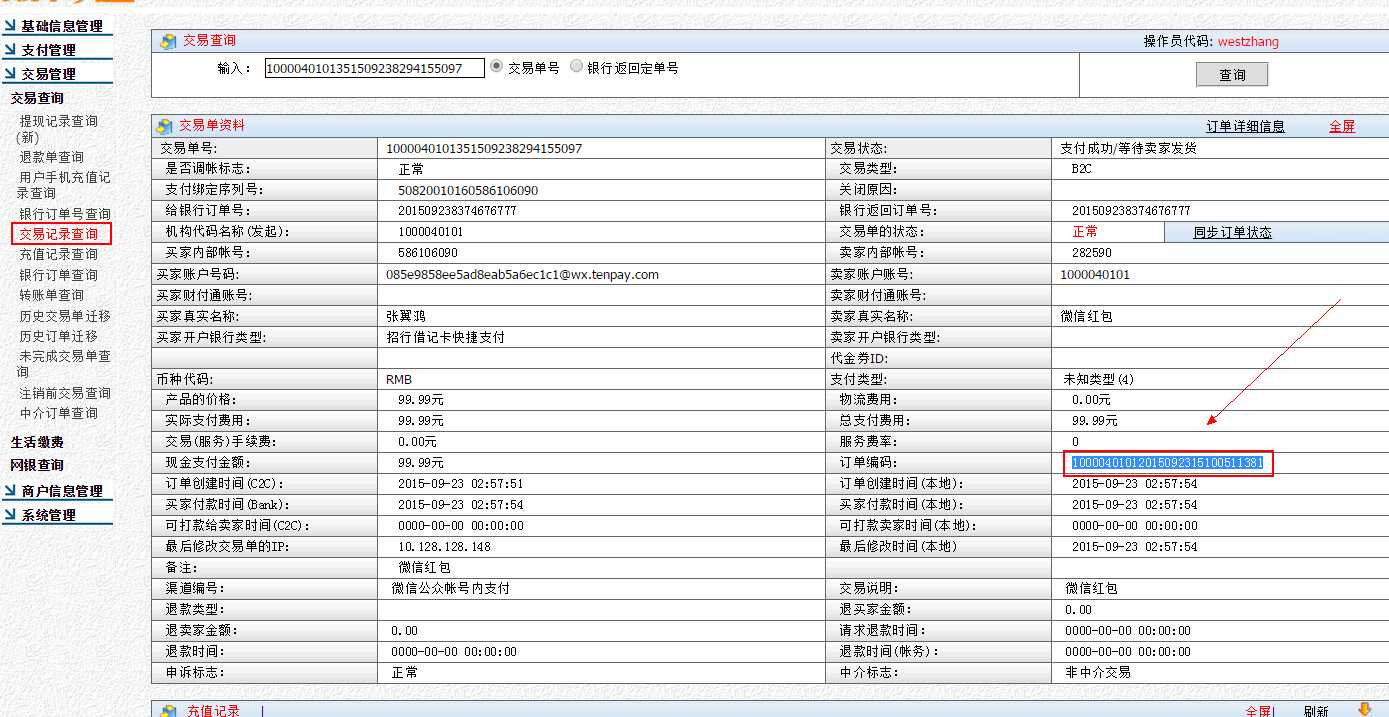 基础信息管理
支付管理
交易管理
交易查询
提现记录查询
(新)
退款单查询
用户手机充值记
录查询
银行订单号查询
交易记录查询
充值记录查询
银行订单查询
转账单查询
历史交易单迁移
历史订单迁移
未完成交易单查
询
注销前交易查询
中介订单查询
生活缴费
网银查询
商户信息管理
系统管理
交易查询 操作员代码: westzhang
输入: 1000040101351509238294155097 交易单号 银行返回定单号 查询
交易单资料 订单详细信息 全屏
交易单号: 1000040101351509238294155097 交易状态: 支付成功/等待卖家发货
是否调帐标志: 正常 交易类型: B2C
支付绑定序列号: 50820010160586106090 关闭原因:
给银行订单号: 201509238374676777 银行返回订单号: 201509238374676777
机构代码名称(发起): 1000040101 交易单的状态: 正常 同步订单状态
买家内部帐号: 586106090 卖家内部帐号: 282590
买家账户号码: 085e9858ee5ad8eab5a6ec1c1@wx.tenpay.com 卖家账户账号: 1000040101
买家财付通账号: 卖家财付通账号:
买家真实名称: 张翼鸿 卖家真实名称: 微信红包
买家开户银行类型: 招行借记卡快捷支付 卖家开户银行类型:
代金券ID:
币种代码: RMB 支付类型: 未知类型(4)
产品的价格: 99.99元 物流费用: 0.00元
实际支付费用: 99.99元 总支付费用: 99.99元
交易(服务)手续费: 0.00元 服务费率: 0
现金支付金额: 99.99元 订单编码: 1000040101201509231510051138​1
订单创建时间(C2C): 2015-09-23 02:57:51 订单创建时间(本地): 2015-09-23 02:57:54
买家付款时间(Bank): 2015-09-23 02:57:54 买家付款时间(本地): 2015-09-23 02:57:54
可打款给卖家时间(C2C): 0000-00-00 00:00:00 可打款卖家时间(本地): 0000-00-00 00:00:00
最后修改交易单的IP: 10.128.128.148 最后修改时间(本地) 2015-09-23 02:57:54
备注: 微信红包
渠道编号: 微信公众帐号内支付 交易说明: 微信红包
退款类型: 退买家金额: 0.00
退卖家金额: 0.00 请求退款时间: 0000-00-00 00:00:00
退款时间: 0000-00-00 00:00:00 退款时间(帐务): 0000-00-00 00:00:00
申诉标志: 正常 中介标志: 非中介交易
充值记录 | 全屏| 刷新